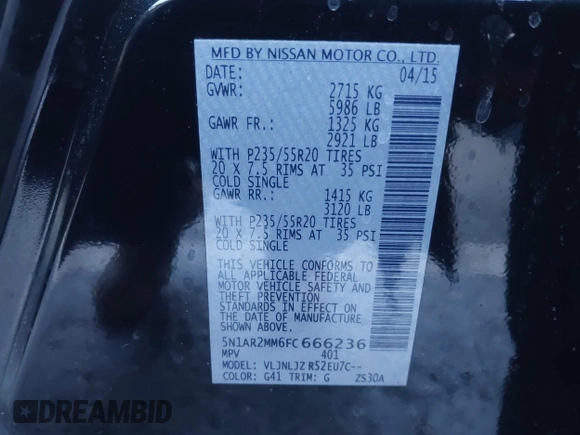 MFD BY NISSAN MOTOR CO., LTD.
DATE: 04/15
GVWR: 2715 KG
5986 LB
GAWR FR.: 1325 KG
2921 LB
WITH P235/55R20 TIRES
20 X 7.5 RIMS AT 35 PSI
COLD SINGLE
GAWR RR.: 1415 KG
3120 LB
WITH P235/55R20 TIRES
20 X 7.5 RIMS AT 35 PSI
COLD SINGLE
THIS VEHICLE CONFORMS TO
ALL APPLICABLE FEDERAL
MOTOR VEHICLE SAFETY AND
THEFT PREVENTION
STANDARDS IN EFFECT ON
THE DATE OF MANUFACTURE
SHOWN ABOVE.
5N1AR2MM6FC666236
MPV 401
MODEL: VLJNLJZ R52EU7C--
COLOR: G41 TRIM: G ZS30A
DREAMBID